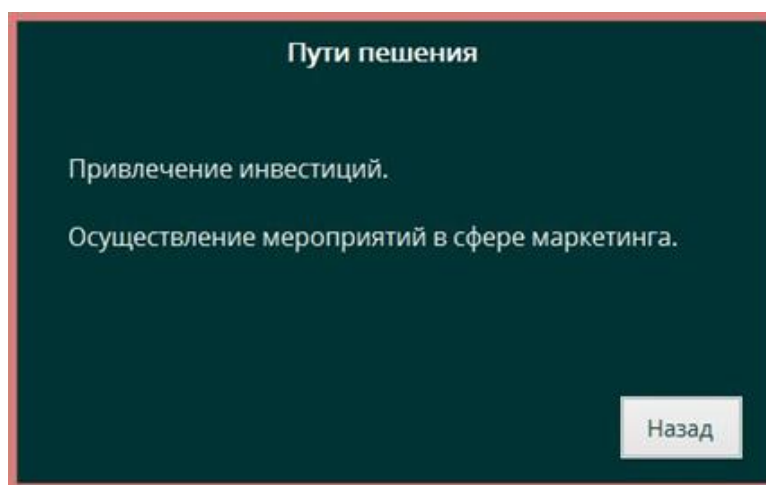 Пути пешения
Привлечение инвестиций.
Осуществление мероприятий в сфере маркетинга.
Назад